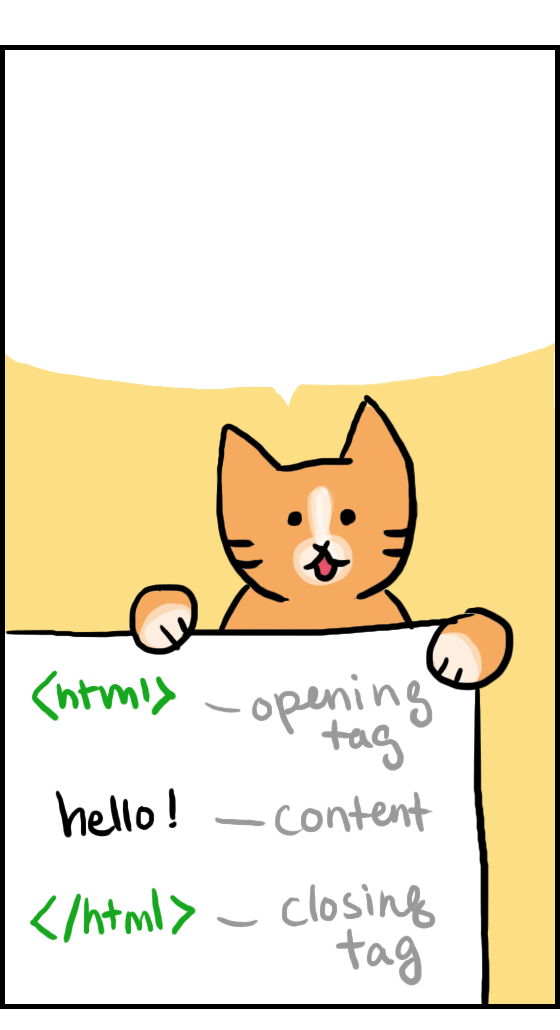 <html> — opening
tag
hello! — content
</html> — closing
tag